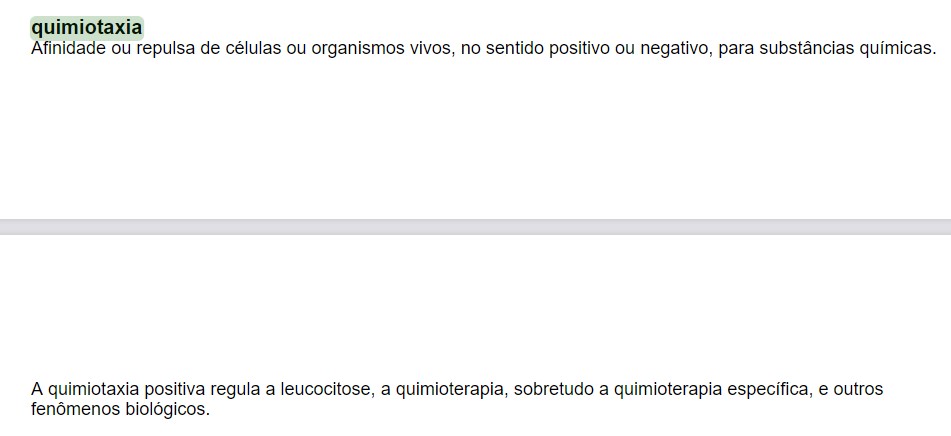 quimiotaxia
Afinidade ou repulsa de células ou organismos vivos, no sentido positivo ou negativo, para substâncias químicas.
A quimiotaxia positiva regula a leucocitose, a quimioterapia, sobretudo a quimioterapia específica, e outros
fenômenos biológicos.